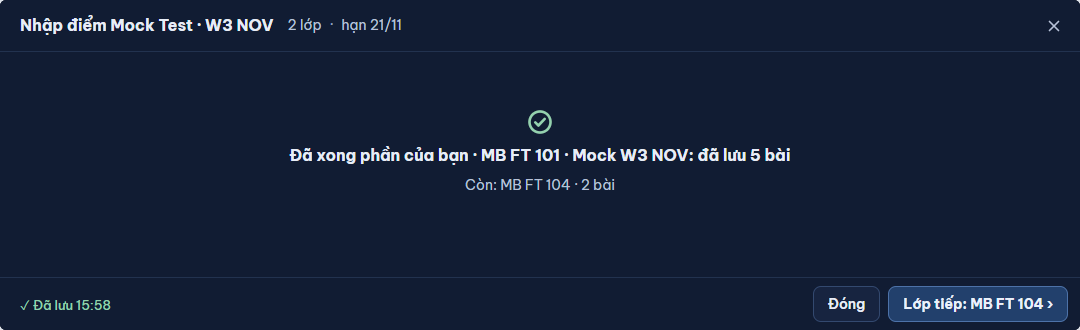 Nhập điểm Mock Test · W3 NOV 2 lớp · hạn 21/11
Đã xong phần của bạn · MB FT 101 · Mock W3 NOV: đã lưu 5 bài
Còn: MB FT 104 · 2 bài
✓ Đã lưu 15:58
Đóng
Lớp tiếp: MB FT 104 ›